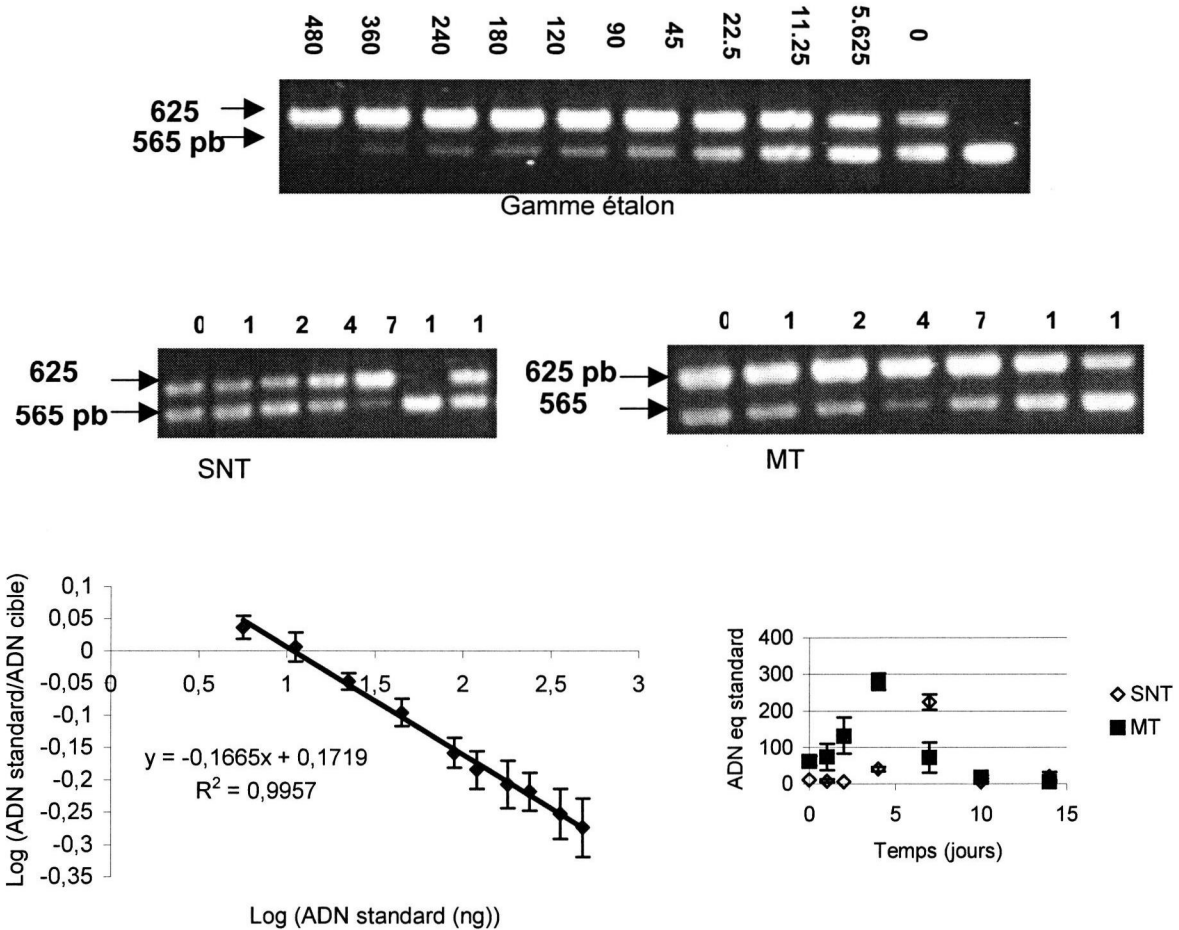 480 360 240 180 120 90 45 22.5 11.25 5.625 0
625
565 pb
Gamme étalon
0 1 2 4 7 1 1
625
565 pb
SNT
0 1 2 4 7 1 1
625 pb
565
MT
Log (ADN standard/ADN cible)
0,1
0,05
0
-0,05
-0,1
-0,15
-0,2
-0,25
-0,3
-0,35
0 0,5 1 1,5 2 2,5 3
y = -0,1665x + 0,1719
R² = 0,9957
Log (ADN standard (ng))
ADN eq standard
400
300
200
100
0
0 5 10 15
Temps (jours)
SNT
MT